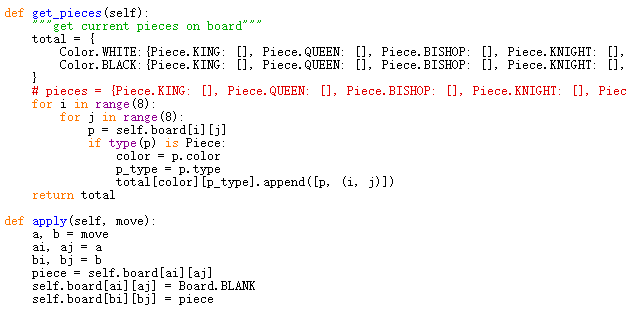 def get_pieces(self):
"""get current pieces on board"""
total = {
Color.WHITE:{Piece.KING: [], Piece.QUEEN: [], Piece.BISHOP: [], Piece.KNIGHT: [],
Color.BLACK:{Piece.KING: [], Piece.QUEEN: [], Piece.BISHOP: [], Piece.KNIGHT: [],
}
# pieces = {Piece.KING: [], Piece.QUEEN: [], Piece.BISHOP: [], Piece.KNIGHT: [], Piec
for i in range(8):
for j in range(8):
p = self.board[i][j]
if type(p) is Piece:
color = p.color
p_type = p.type
total[color][p_type].append([p, (i, j)])
return total
def apply(self, move):
a, b = move
ai, aj = a
bi, bj = b
piece = self.board[ai][aj]
self.board[ai][aj] = Board.BLANK
self.board[bi][bj] = piece